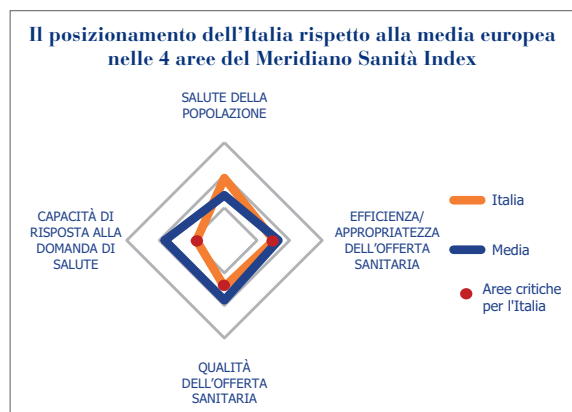 Il posizionamento dell'Italia rispetto alla media europea
nelle 4 aree del Meridiano Sanità Index
SALUTE DELLA
POPOLAZIONE
CAPACITÀ DI
RISPOSTA ALLA
DOMANDA DI
SALUTE
EFFICIENZA/
APPROPRIATEZZA
DELL'OFFERTA
SANITARIA
QUALITÀ
DELL'OFFERTA
SANITARIA
Italia
Media
Aree critiche
per l'Italia